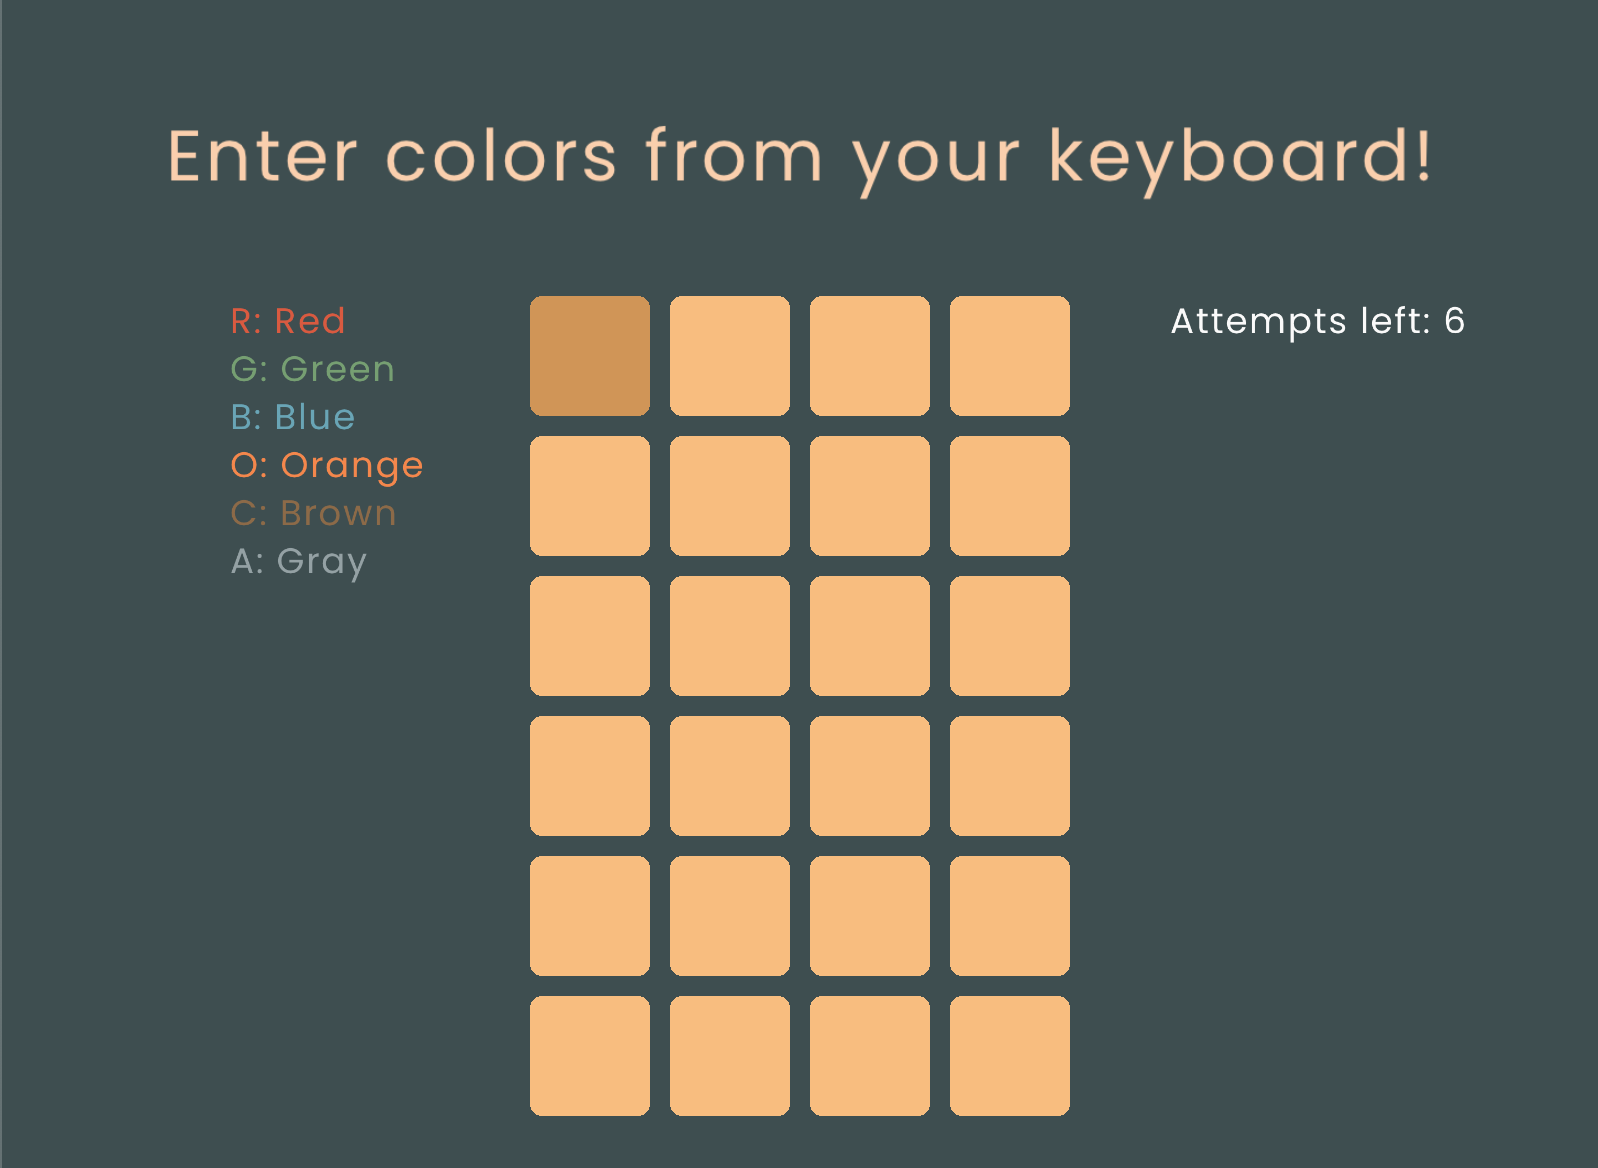 Enter colors from your keyboard!
R: Red
G: Green
B: Blue
O: Orange
C: Brown
A: Gray
Attempts left: 6